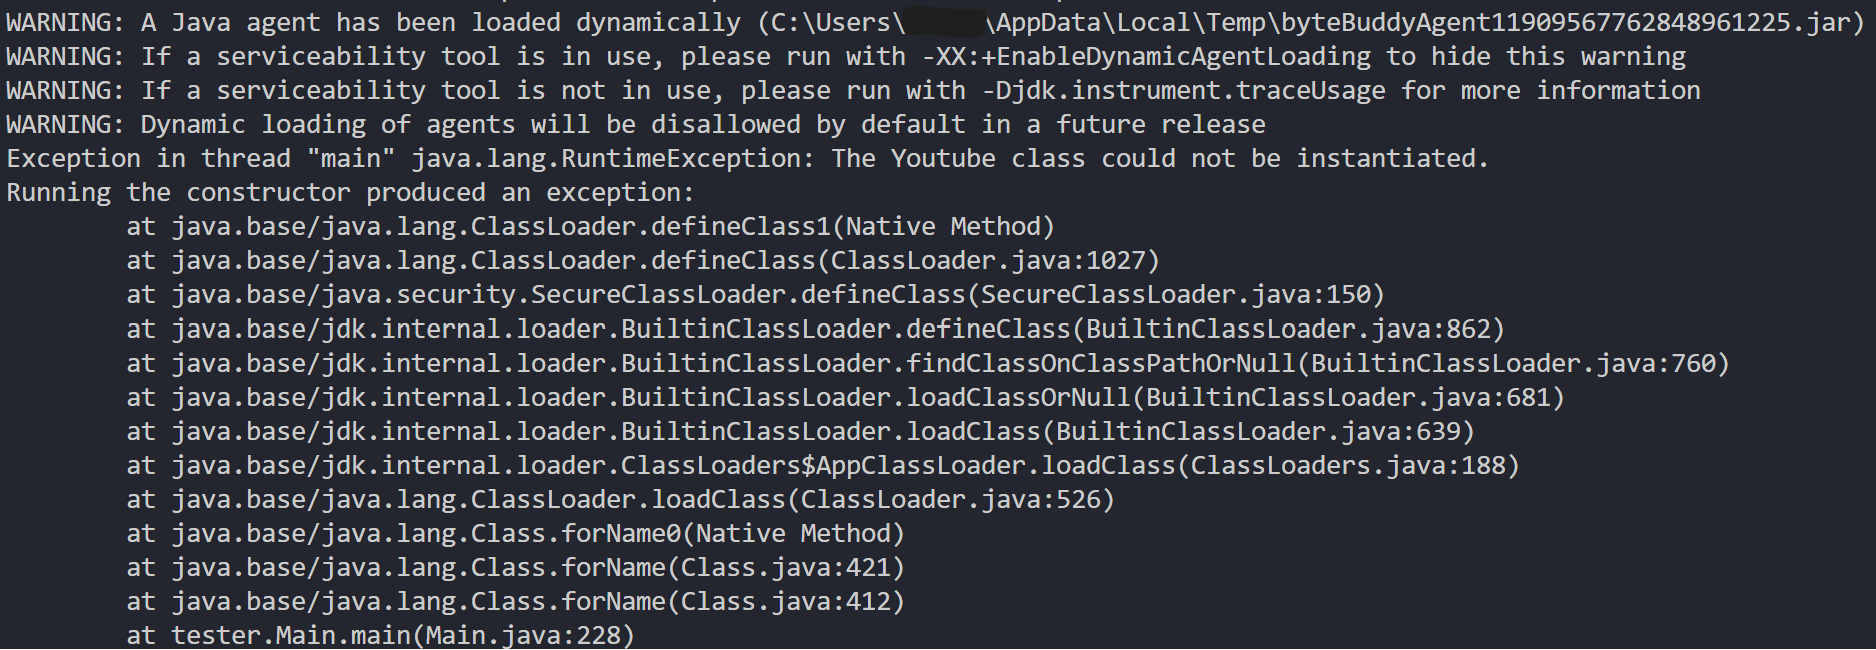 WARNING: A Java agent has been loaded dynamically (C:\Users\ \AppData\Local\Temp\byteBuddyAgent11909567762848961225.jar)
WARNING: If a serviceability tool is in use, please run with -XX:+EnableDynamicAgentLoading to hide this warning
WARNING: If a serviceability tool is not in use, please run with -Djdk.instrument.traceUsage for more information
WARNING: Dynamic loading of agents will be disallowed by default in a future release
Exception in thread "main" java.lang.RuntimeException: The Youtube class could not be instantiated.
Running the constructor produced an exception:
at java.base/java.lang.ClassLoader.defineClass1(Native Method)
at java.base/java.lang.ClassLoader.defineClass(ClassLoader.java:1027)
at java.base/java.security.SecureClassLoader.defineClass(SecureClassLoader.java:150)
at java.base/jdk.internal.loader.BuiltinClassLoader.defineClass(BuiltinClassLoader.java:862)
at java.base/jdk.internal.loader.BuiltinClassLoader.findClassOnClassPathOrNull(BuiltinClassLoader.java:760)
at java.base/jdk.internal.loader.BuiltinClassLoader.loadClassOrNull(BuiltinClassLoader.java:681)
at java.base/jdk.internal.loader.BuiltinClassLoader.loadClass(BuiltinClassLoader.java:639)
at java.base/jdk.internal.loader.ClassLoaders$AppClassLoader.loadClass(ClassLoaders.java:188)
at java.base/java.lang.ClassLoader.loadClass(ClassLoader.java:526)
at java.base/java.lang.Class.forName0(Native Method)
at java.base/java.lang.Class.forName(Class.java:421)
at java.base/java.lang.Class.forName(Class.java:412)
at tester.Main.main(Main.java:228)